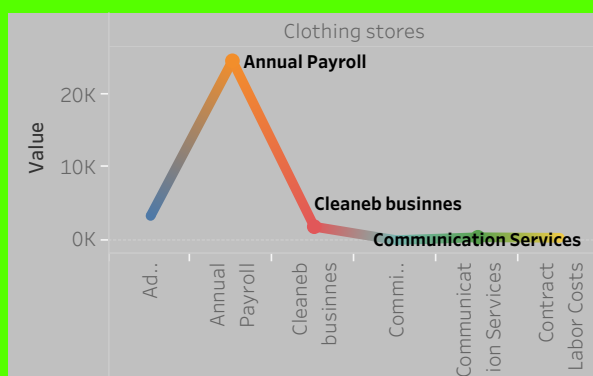 Clothing stores
Annual Payroll
20K
Value
10K
Cleaneb businnes
Communication Services
0K
Ad..
Annual
Payroll
Cleaneb
businnes
Commi..
Communicat
ion Services
Contract
Labor Costs